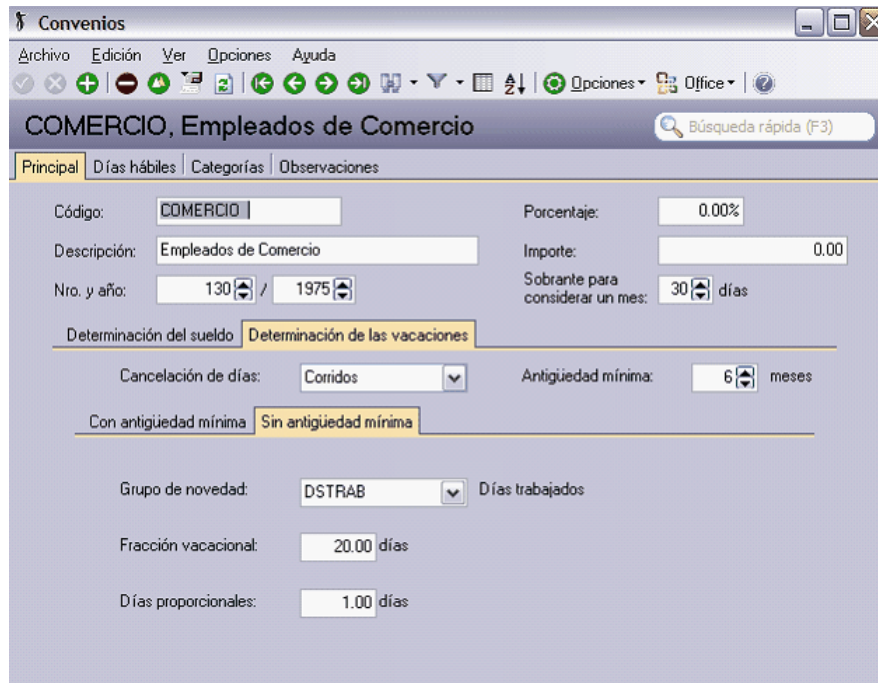 Convenios
Archivo Edición Ver Opciones Ayuda
Opciones Office
COMERCIO, Empleados de Comercio
Búsqueda rápida (F3)
Principal Días hábiles Categorías Observaciones
Código: COMERCIO Porcentaje: 0.00%
Descripción: Empleados de Comercio Importe: 0.00
Nro. y año: 130 / 1975 Sobrante para considerar un mes: 30 días
Determinación del sueldo Determinación de las vacaciones
Cancelación de días: Corridos Antigüedad mínima: 6 meses
Con antigüedad mínima Sin antigüedad mínima
Grupo de novedad: DSTRAB Días trabajados
Fracción vacacional: 20.00 días
Días proporcionales: 1.00 días